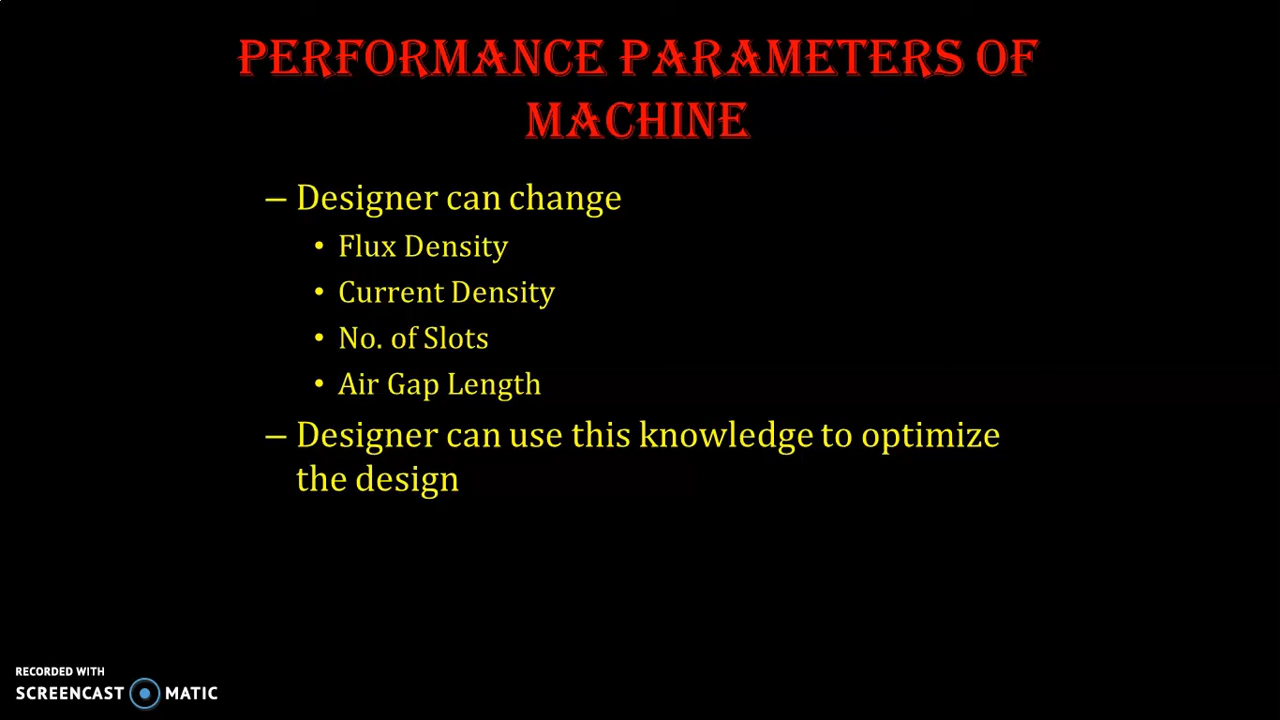 PERFORMANCE PARAMETERS OF
MACHINE
– Designer can change
• Flux Density
• Current Density
• No. of Slots
• Air Gap Length
– Designer can use this knowledge to optimize
the design
RECORDED WITH
SCREENCAST MATIC